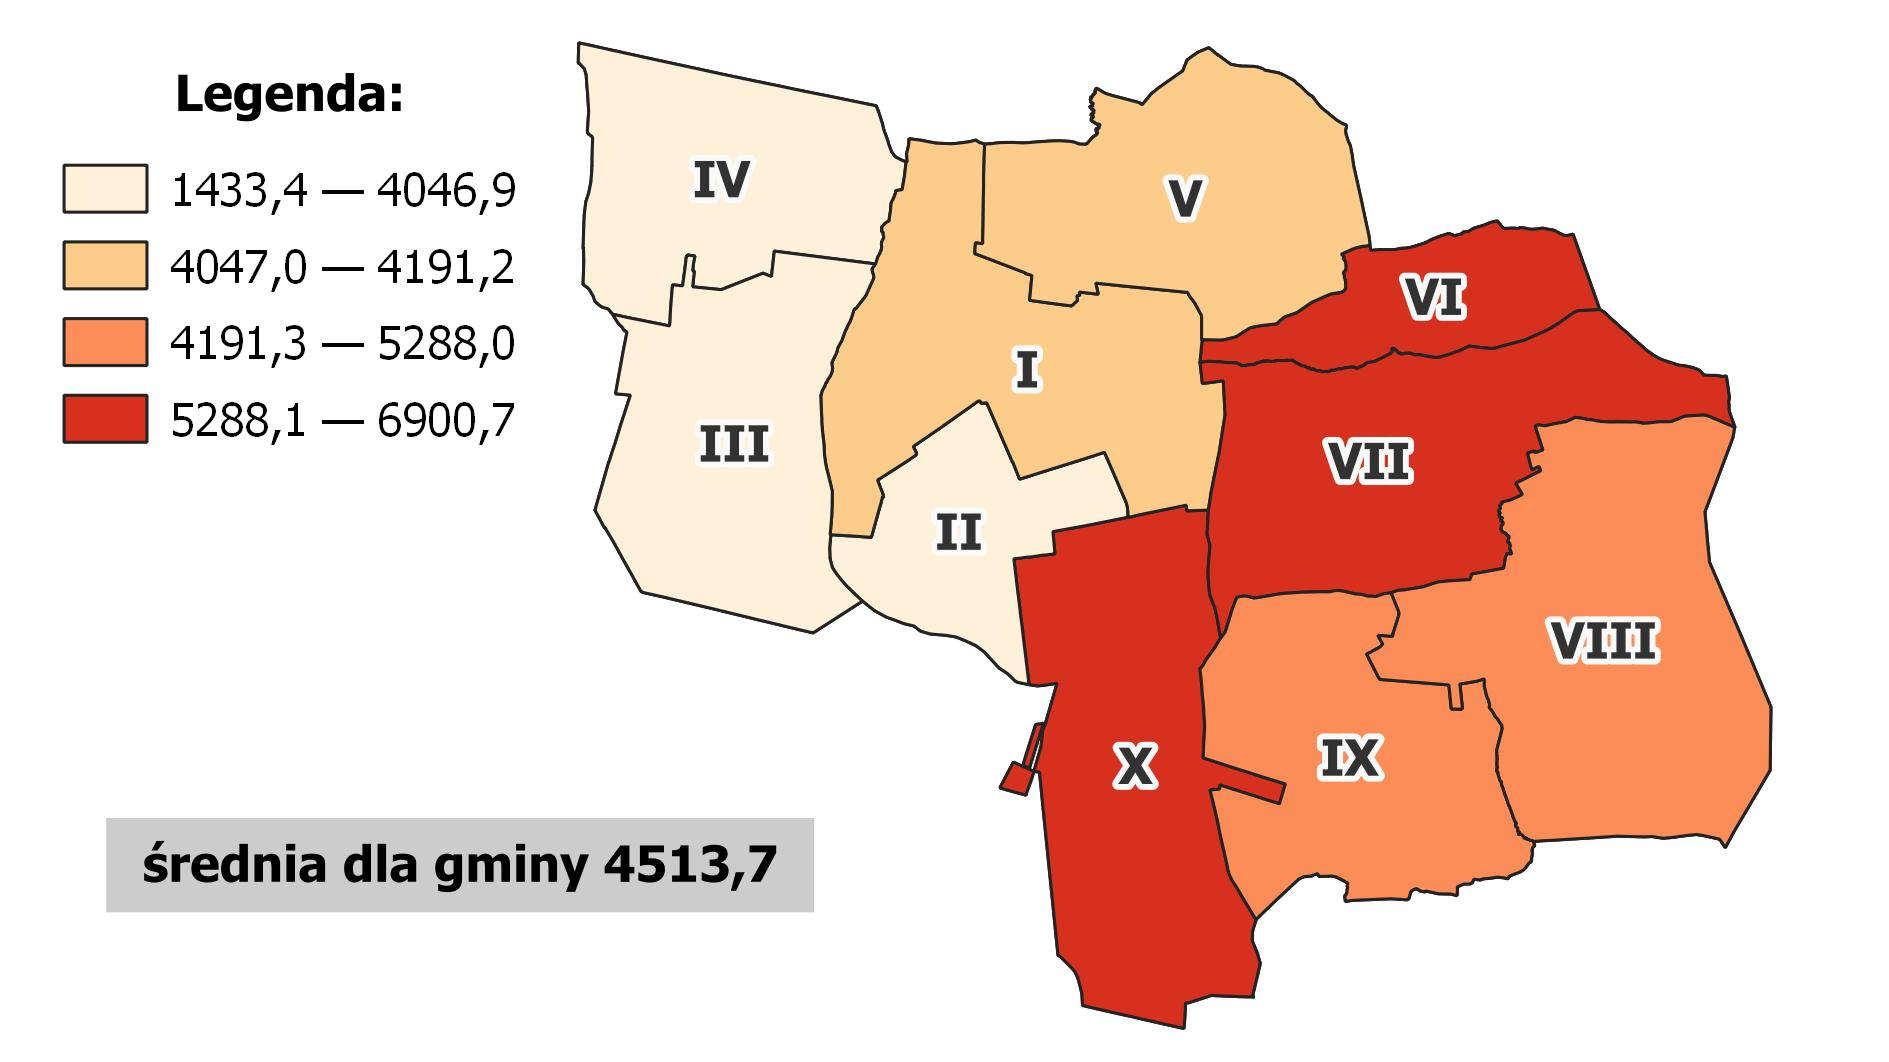 Legenda:
1433,4 — 4046,9
4047,0 — 4191,2
4191,3 — 5288,0
5288,1 — 6900,7
IV
V
VI
I
III
VII
II
VIII
IX
X
średnia dla gminy 4513,7